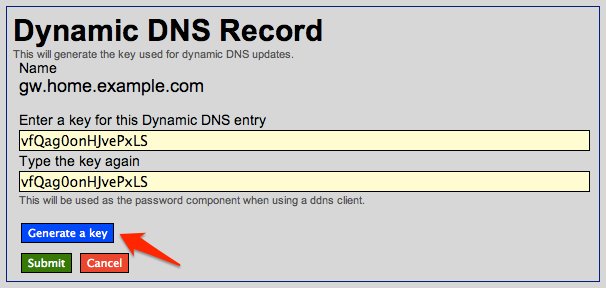 Dynamic DNS Record
This will generate the key used for dynamic DNS updates.
Name
gw.home.example.com
Enter a key for this Dynamic DNS entry
vfQag0onHJvePxLS
Type the key again
vfQag0onHJvePxLS
This will be used as the password component when using a ddns client.
Generate a key
Submit Cancel